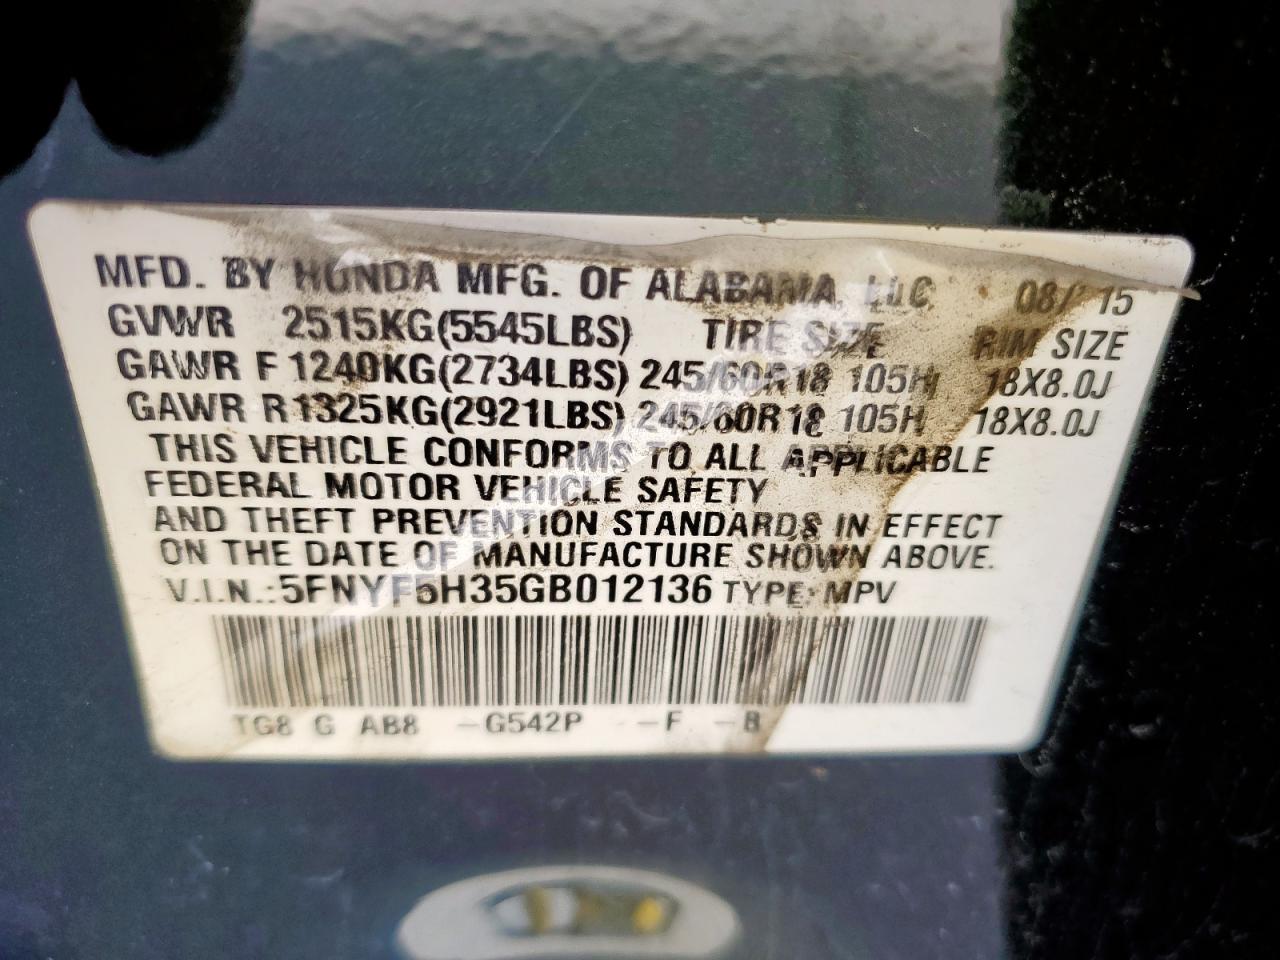 MFD. BY HONDA MFG. OF ALABAMA, LLC 08/15
GVWR 2515KG(5545LBS) TIRE SIZE RIM SIZE
GAWR F 1240KG(2734LBS) 245/60R18 105H 18X8.0J
GAWR R 1325KG(2921LBS) 245/60R18 105H 18X8.0J
THIS VEHICLE CONFORMS TO ALL APPLICABLE
FEDERAL MOTOR VEHICLE SAFETY
AND THEFT PREVENTION STANDARDS IN EFFECT
ON THE DATE OF MANUFACTURE SHOWN ABOVE.
V.I.N.:5FNYF5H35GB012136 TYPE: MPV
TG8 G AB8 -G542P -F -B